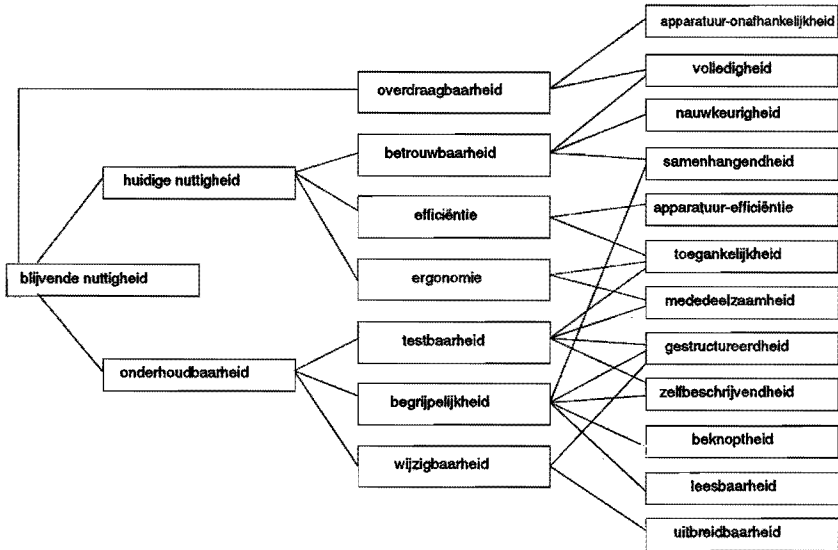 blijvende nuttigheid
huidige nuttigheid
onderhoudbaarheid
overdraagbaarheid
betrouwbaarheid
efficiëntie
ergonomie
testbaarheid
begrijpelijkheid
wijzigbaarheid
apparatuur-onafhankelijkheid
volledigheid
nauwkeurigheid
samenhangendheid
apparatuur-efficiëntie
toegankelijkheid
mededeelzaamheid
gestructureerdheid
zelfbeschrijvendheid
beknoptheid
leesbaarheid
uitbreidbaarheid